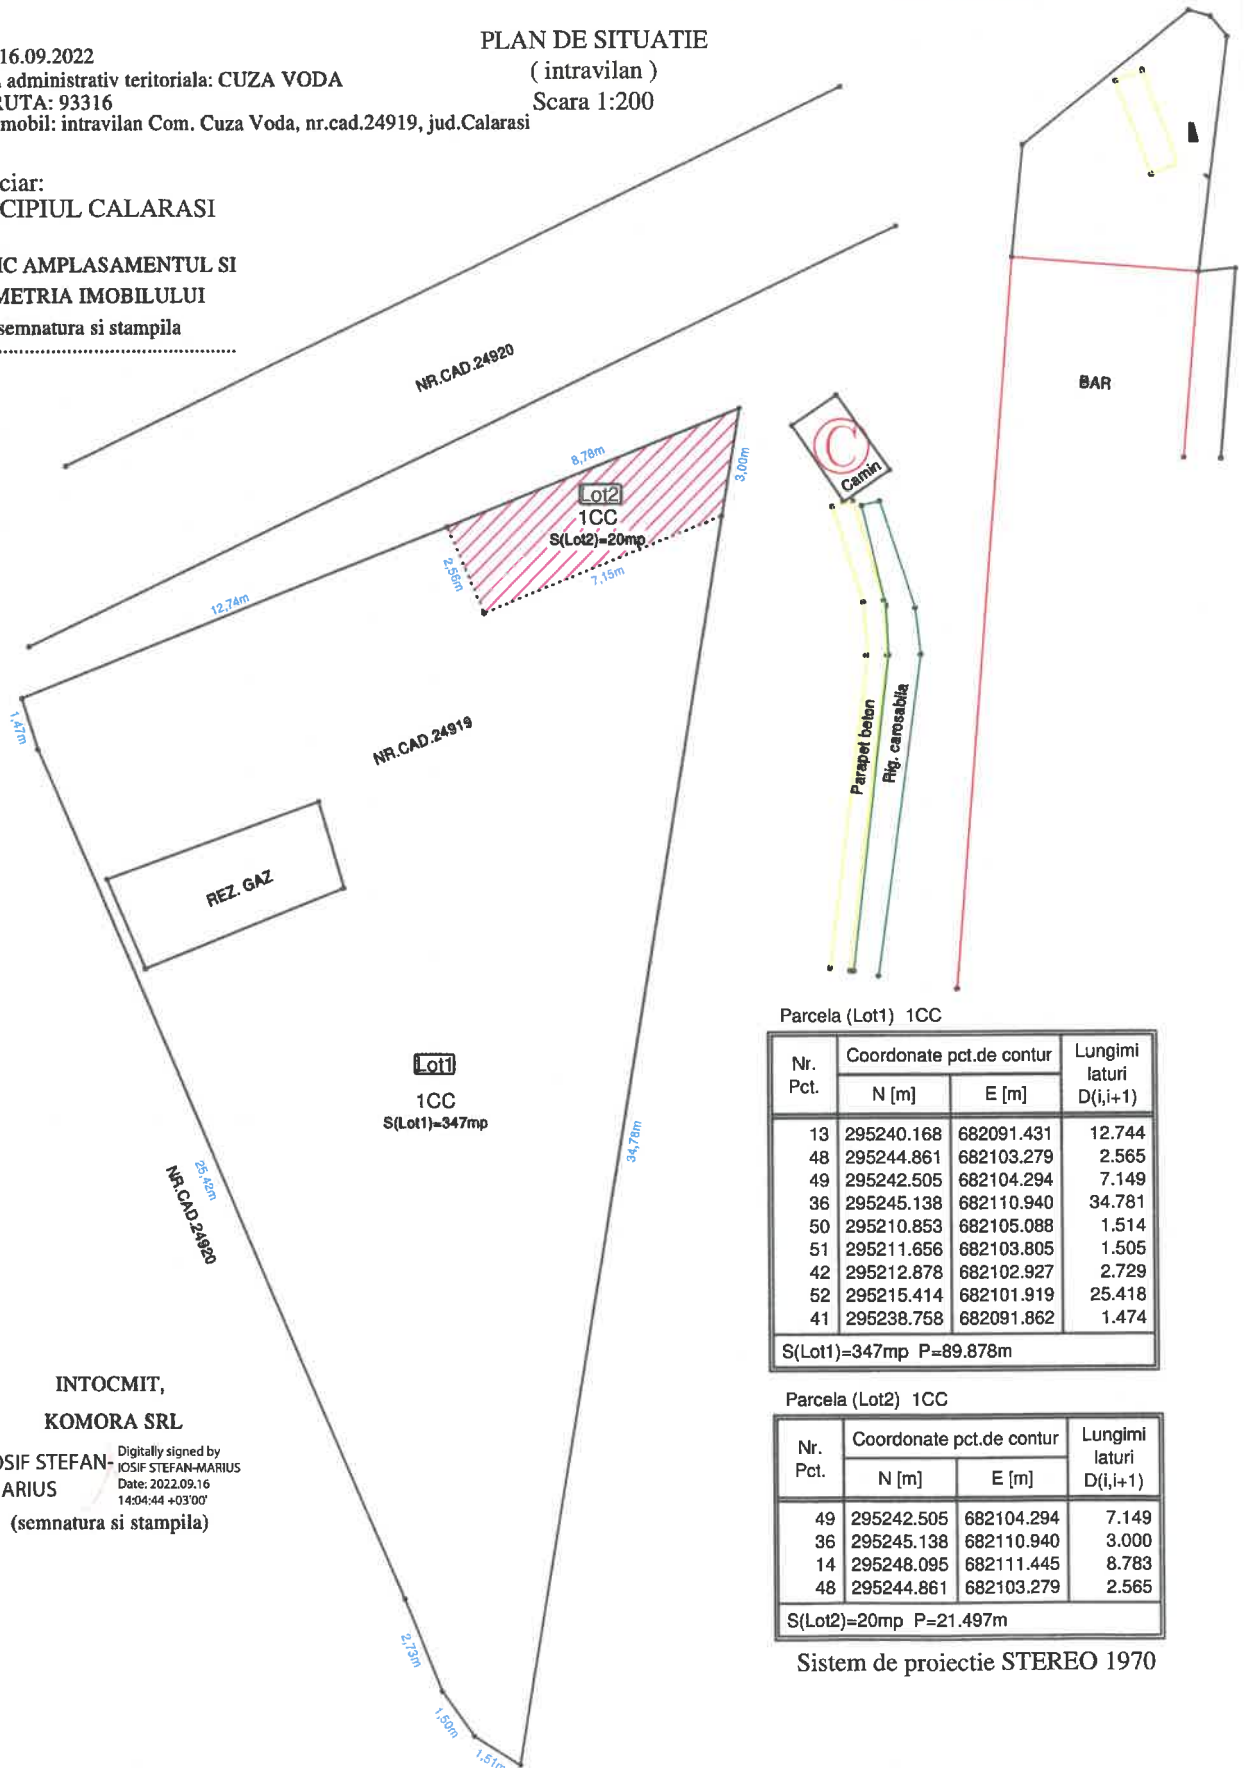 PLAN DE SITUATIE
( intravilan )
Scara 1:200
16.09.2022
administrativ teritoriala: CUZA VODA
RUTA: 93316
mobil: intravilan Com. Cuza Voda, nr.cad.24919, jud.Calarasi
ciar:
CIPIUL CALARASI
IC AMPLASAMENTUL SI
METRIA IMOBILULUI
semnatura si stampila
NR.CAD.24920
BAR
C
Camin
8,78m
3,00m
Lot2
1CC
S(Lot2)=20mp
2,56m
7,15m
12,74m
1,47m
NR.CAD.24919
Parapet beton
Rig. carosabila
REZ. GAZ
Lot1
1CC
S(Lot1)=347mp
34,78m
25,42m
NR.CAD.24920
2,73m
1,50m
1,51m
Parcela (Lot1) 1CC
Nr. Pct. Coordonate pct.de contur Lungimi laturi D(i,i+1)
N [m] E [m]
13 295240.168 682091.431 12.744
48 295244.861 682103.279 2.565
49 295242.505 682104.294 7.149
36 295245.138 682110.940 34.781
50 295210.853 682105.088 1.514
51 295211.656 682103.805 1.505
42 295212.878 682102.927 2.729
52 295215.414 682101.919 25.418
41 295238.758 682091.862 1.474
S(Lot1)=347mp P=89.878m
Parcela (Lot2) 1CC
Nr. Pct. Coordonate pct.de contur Lungimi laturi D(i,i+1)
N [m] E [m]
49 295242.505 682104.294 7.149
36 295245.138 682110.940 3.000
14 295248.095 682111.445 8.783
48 295244.861 682103.279 2.565
S(Lot2)=20mp P=21.497m
Sistem de proiectie STEREO 1970
INTOCMIT,
KOMORA SRL
OSIF STEFAN-
ARIUS
Digitally signed by
IOSIF STEFAN-MARIUS
Date: 2022.09.16
14:04:44 +03'00'
(semnatura si stampila)